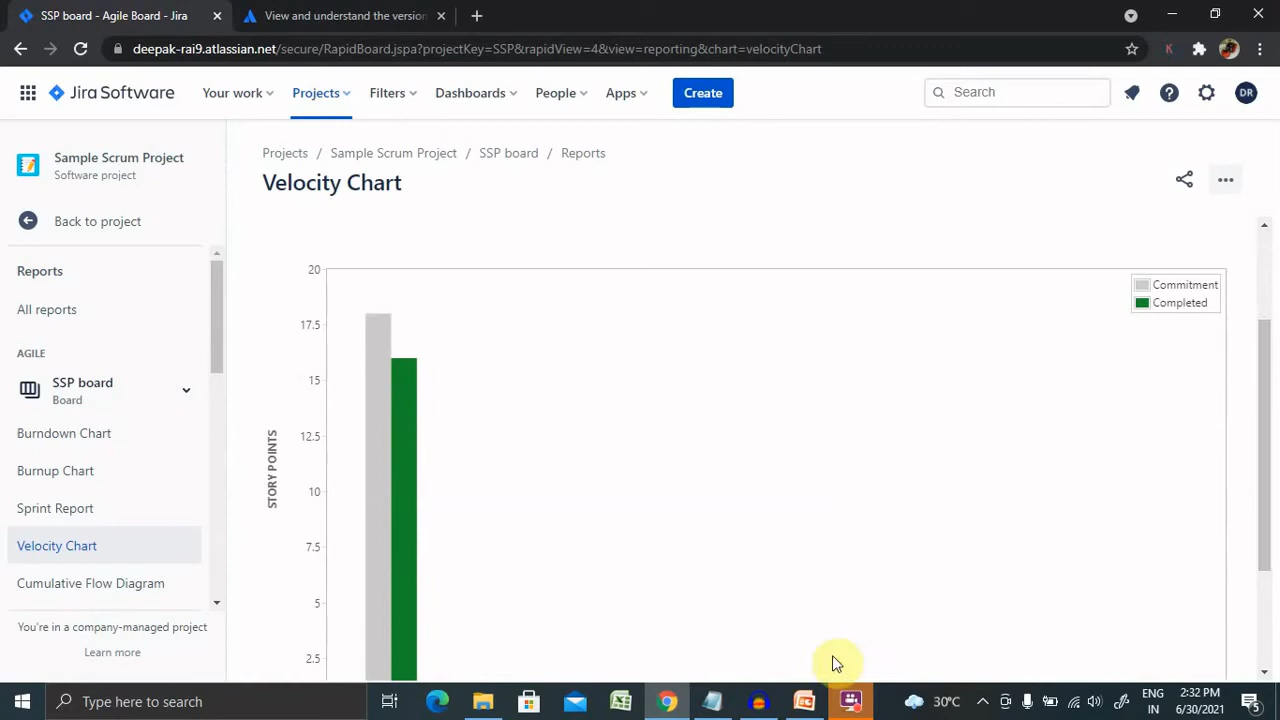 SSP board - Agile Board - Jira
View and understand the version
deepak-rai9.atlassian.net/secure/RapidBoard.jspa?projectKey=SSP&rapidView=4&view=reporting&chart=velocityChart
K
Jira Software
Your work
Projects
Filters
Dashboards
People
Apps
Create
Search
DR
Sample Scrum Project
Software project
Back to project
Reports
All reports
AGILE
SSP board
Board
Burndown Chart
Burnup Chart
Sprint Report
Velocity Chart
Cumulative Flow Diagram
You're in a company-managed project
Learn more
Projects / Sample Scrum Project / SSP board / Reports
Velocity Chart
20
17.5
15
12.5
10
7.5
5
2.5
STORY POINTS
Commitment
Completed
Type here to search
30°C
ENG
IN
2:32 PM
6/30/2021
5